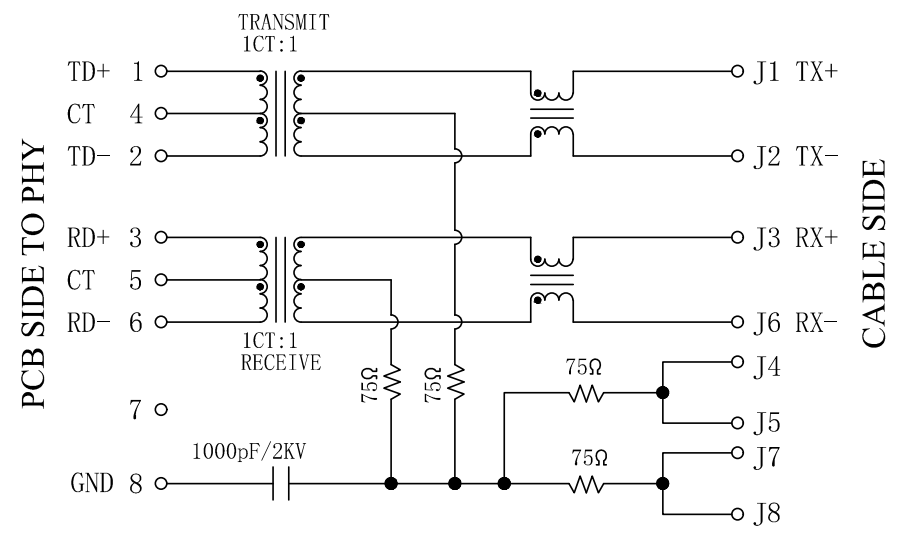 TRANSMIT
1CT:1
TD+ 1
J1 TX+
CT 4
TD- 2
J2 TX-
PCB SIDE TO PHY
CABLE SIDE
RD+ 3
J3 RX+
CT 5
RD- 6
J6 RX-
1CT:1
RECEIVE
75Ω
75Ω
75Ω
J4
7
J5
1000pF/2KV
75Ω
J7
GND 8
J8